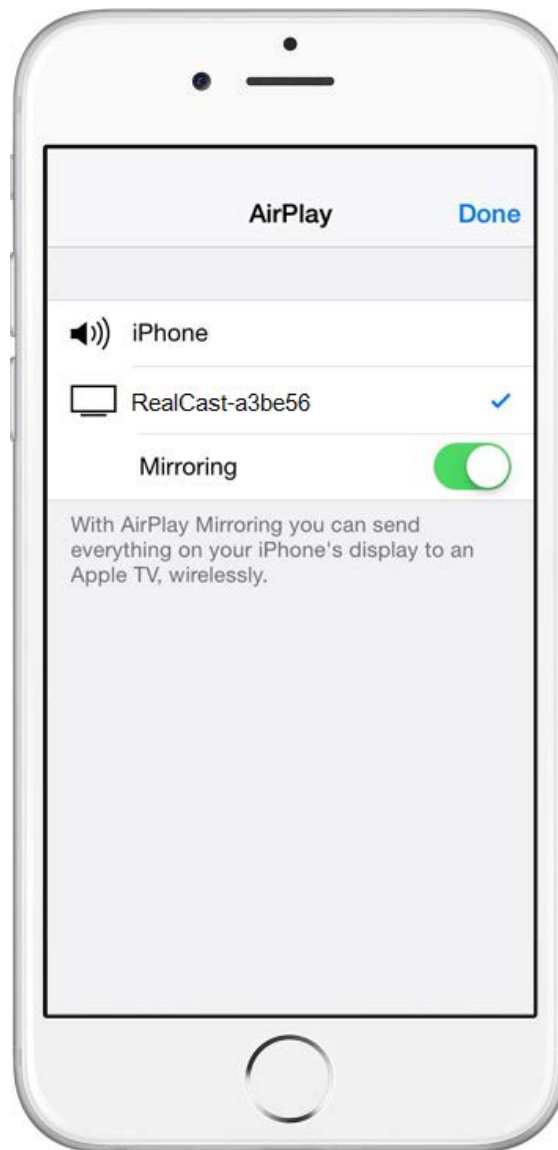 AirPlay
Done
iPhone
RealCast-a3be56
Mirroring
With AirPlay Mirroring you can send
everything on your iPhone's display to an
Apple TV, wirelessly.